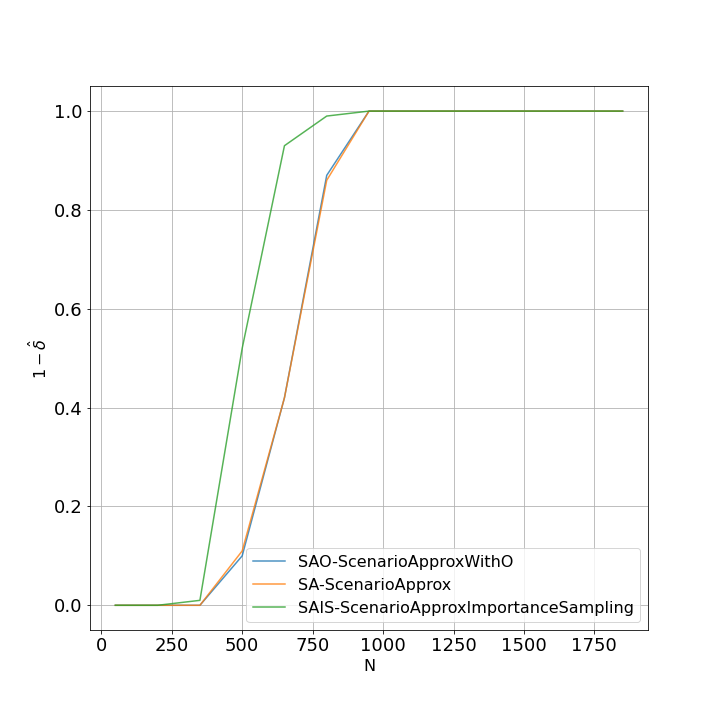 1.0
0.8
0.6
0.4
0.2
0.0
1 − δ̂
SAO-ScenarioApproxWithO
SA-ScenarioApprox
SAIS-ScenarioApproxImportanceSampling
0 250 500 750 1000 1250 1500 1750
N